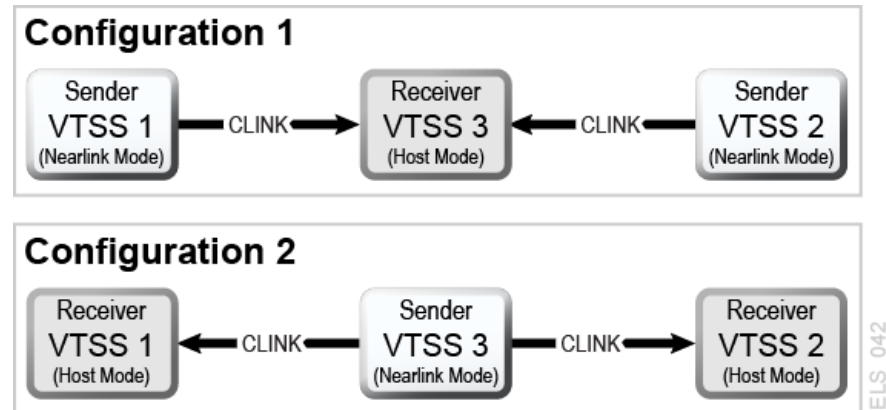 Configuration 1
Sender
VTSS 1
(Nearlink Mode)
CLINK
Receiver
VTSS 3
(Host Mode)
CLINK
Sender
VTSS 2
(Nearlink Mode)
Configuration 2
Receiver
VTSS 1
(Host Mode)
CLINK
Sender
VTSS 3
(Nearlink Mode)
CLINK
Receiver
VTSS 2
(Host Mode)
ELS 042